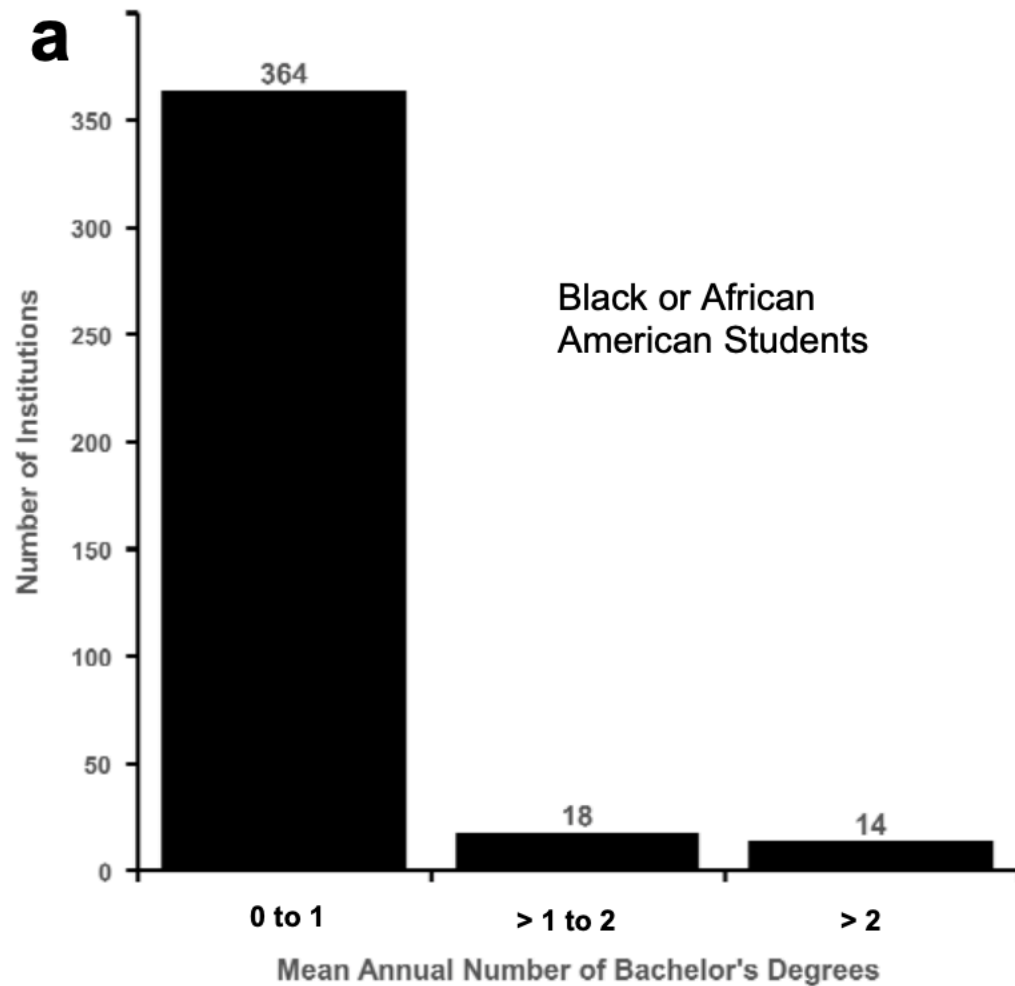 a
364
350
300
250
200
150
100
50
0
Number of Institutions
Black or African
American Students
18
14
0 to 1
> 1 to 2
> 2
Mean Annual Number of Bachelor's Degrees